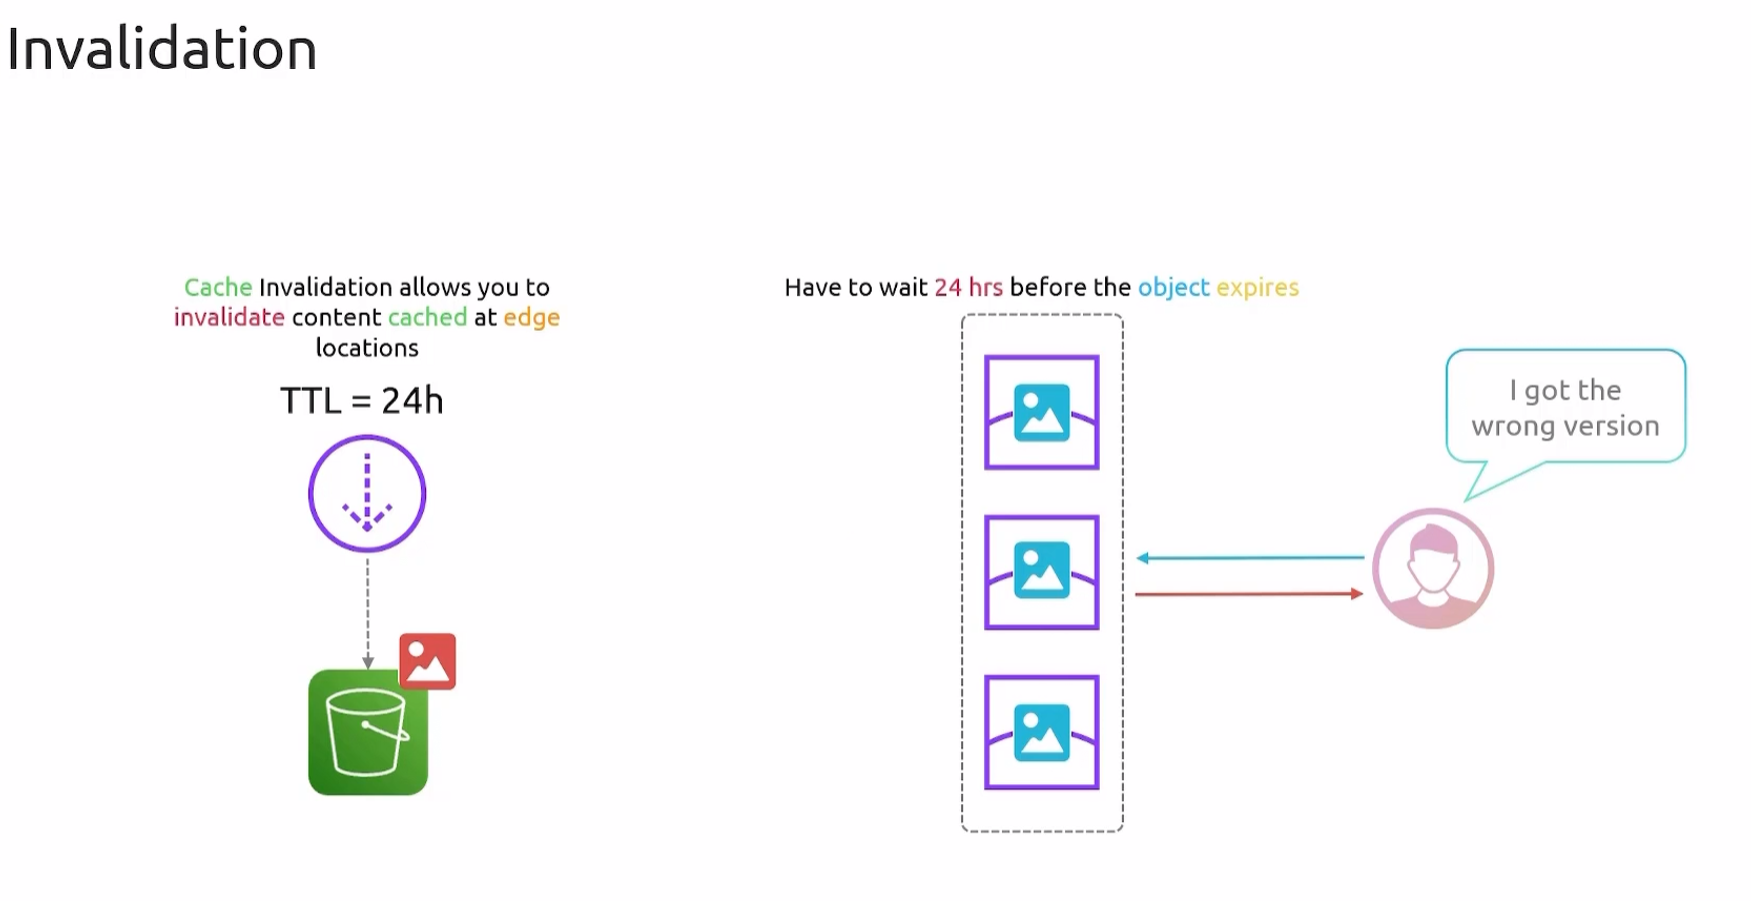 Invalidation
Cache Invalidation allows you to
invalidate content cached at edge
locations
TTL = 24h
Have to wait 24 hrs before the object expires
I got the
wrong version